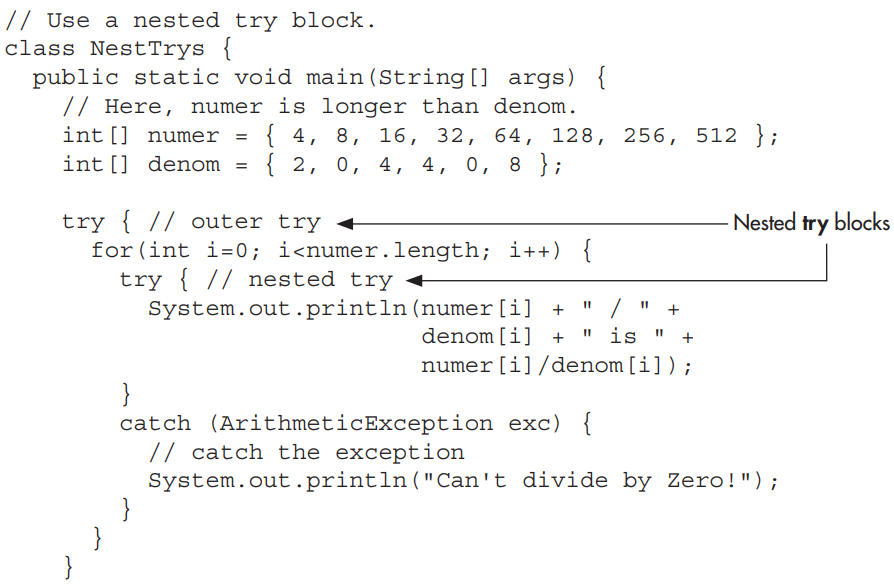 // Use a nested try block.
class NestTrys {
  public static void main(String[] args) {
    // Here, numer is longer than denom.
    int[] numer = { 4, 8, 16, 32, 64, 128, 256, 512 };
    int[] denom = { 2, 0, 4, 4, 0, 8 };

    try { // outer try
Nested try blocks
      for(int i=0; i<numer.length; i++) {
        try { // nested try
          System.out.println(numer[i] + " / " +
                             denom[i] + " is " +
                             numer[i]/denom[i]);
        }
        catch (ArithmeticException exc) {
          // catch the exception
          System.out.println("Can't divide by Zero!");
        }
      }
    }